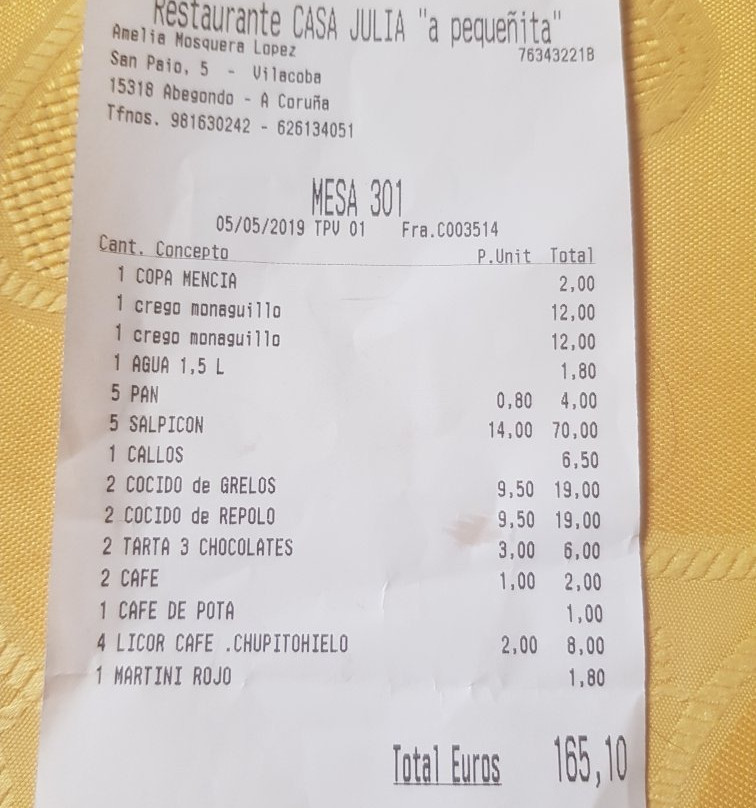 Restaurante CASA JULIA "a pequeñita"
Amelia Mosquera Lopez 76343221B
San Paio, 5 - Vilacoba
15318 Abegondo - A Coruña
Tfnos. 981630242 - 626134051
MESA 301
05/05/2019 TPV 01 Fra.C003514
Cant. Concepto P.Unit Total
1 COPA MENCIA 2,00
1 crego monaguillo 12,00
1 crego monaguillo 12,00
1 AGUA 1,5 L 1,80
5 PAN 0,80 4,00
5 SALPICON 14,00 70,00
1 CALLOS 6,50
2 COCIDO de GRELOS 9,50 19,00
2 COCIDO de REPOLO 9,50 19,00
2 TARTA 3 CHOCOLATES 3,00 6,00
2 CAFE 1,00 2,00
1 CAFE DE POTA 1,00
4 LICOR CAFE .CHUPITOHIELO 2,00 8,00
1 MARTINI ROJO 1,80
Total Euros 165,10